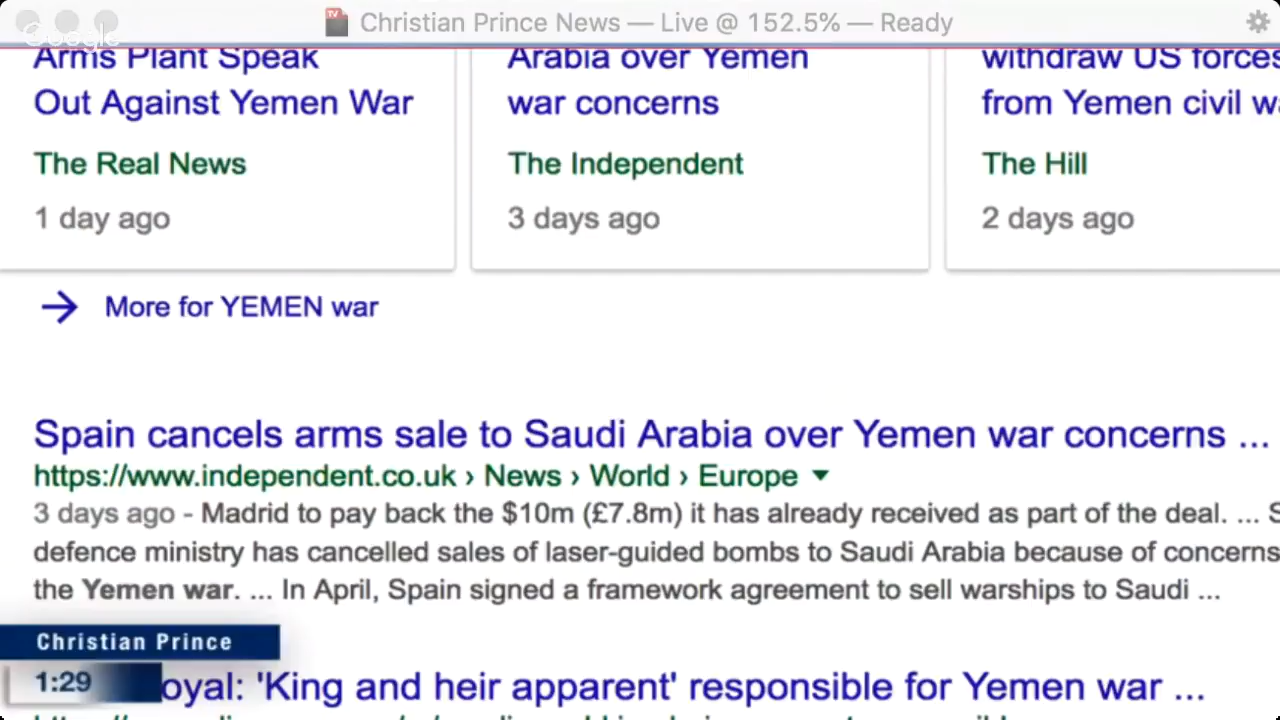 Christian Prince News — Live @ 152.5% — Ready
Google
Arms Plant Speak
Out Against Yemen War
The Real News
1 day ago
Arabia over Yemen
war concerns
The Independent
3 days ago
withdraw US forces
from Yemen civil wa
The Hill
2 days ago
More for YEMEN war
Spain cancels arms sale to Saudi Arabia over Yemen war concerns ...
https://www.independent.co.uk › News › World › Europe
3 days ago - Madrid to pay back the $10m (£7.8m) it has already received as part of the deal. ... S
defence ministry has cancelled sales of laser-guided bombs to Saudi Arabia because of concerns
the Yemen war. ... In April, Spain signed a framework agreement to sell warships to Saudi ...
Christian Prince
1:29
oyal: 'King and heir apparent' responsible for Yemen war ...